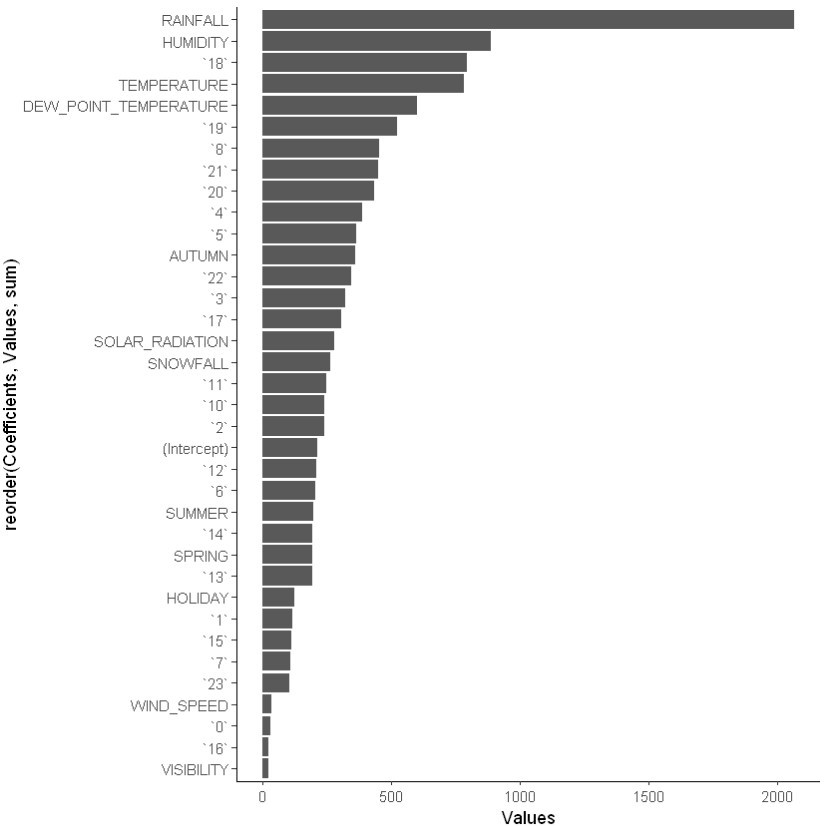 RAINFALL
HUMIDITY
`18`
TEMPERATURE
DEW_POINT_TEMPERATURE
`19`
`8`
`21`
`20`
`4`
`5`
AUTUMN
`22`
`3`
`17`
SOLAR_RADIATION
SNOWFALL
`11`
`10`
`2`
(Intercept)
`12`
`6`
SUMMER
`14`
SPRING
`13`
HOLIDAY
`1`
`15`
`7`
`23`
WIND_SPEED
`0`
`16`
VISIBILITY
reorder(Coefficients, Values, sum)
0 500 1000 1500 2000
Values